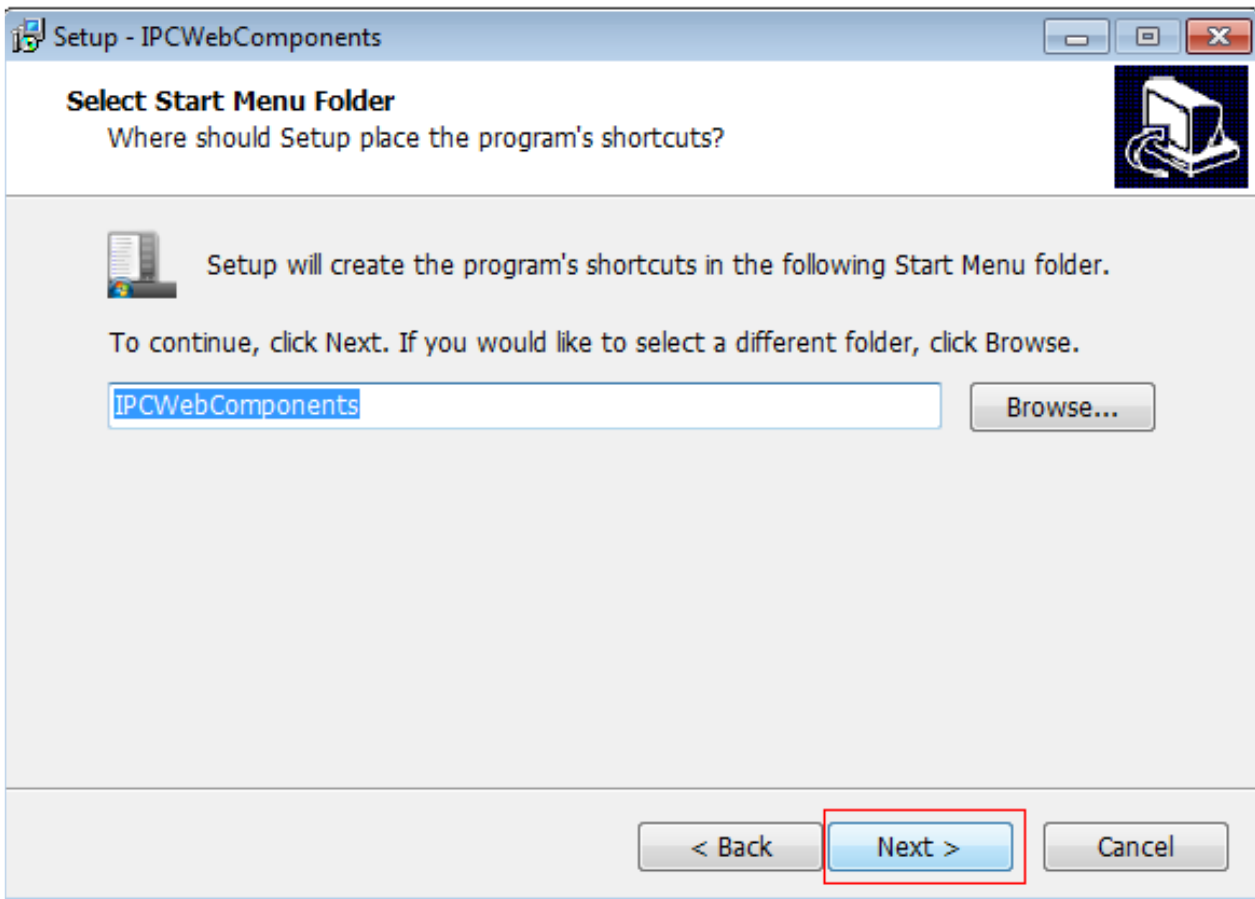 Setup - IPCWebComponents
Select Start Menu Folder
Where should Setup place the program's shortcuts?
Setup will create the program's shortcuts in the following Start Menu folder.
To continue, click Next. If you would like to select a different folder, click Browse.
IPCWebComponents
Browse...
< Back
Next >
Cancel